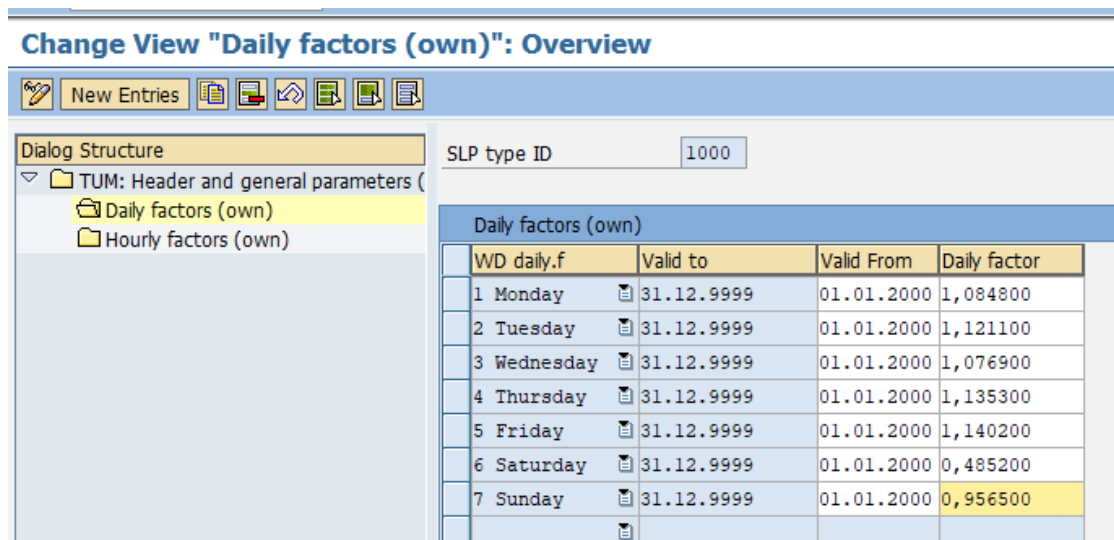 Change View "Daily factors (own)": Overview
New Entries
Dialog Structure
TUM: Header and general parameters (
Daily factors (own)
Hourly factors (own)
SLP type ID 1000
Daily factors (own)
WD daily.f Valid to Valid From Daily factor
1 Monday 31.12.9999 01.01.2000 1,084800
2 Tuesday 31.12.9999 01.01.2000 1,121100
3 Wednesday 31.12.9999 01.01.2000 1,076900
4 Thursday 31.12.9999 01.01.2000 1,135300
5 Friday 31.12.9999 01.01.2000 1,140200
6 Saturday 31.12.9999 01.01.2000 0,485200
7 Sunday 31.12.9999 01.01.2000 0,956500